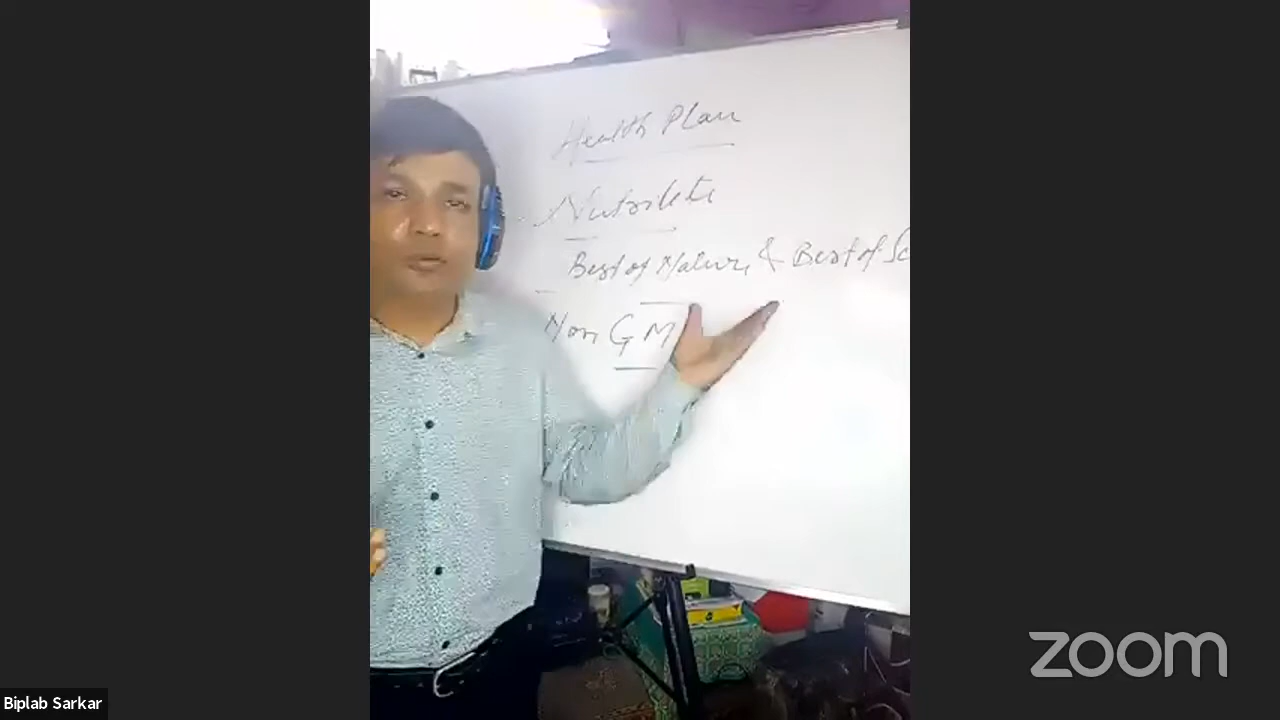 Health Plan
Nutrilite
Best of Nature & Best of Sc
Non GM
zoom
Biplab Sarkar